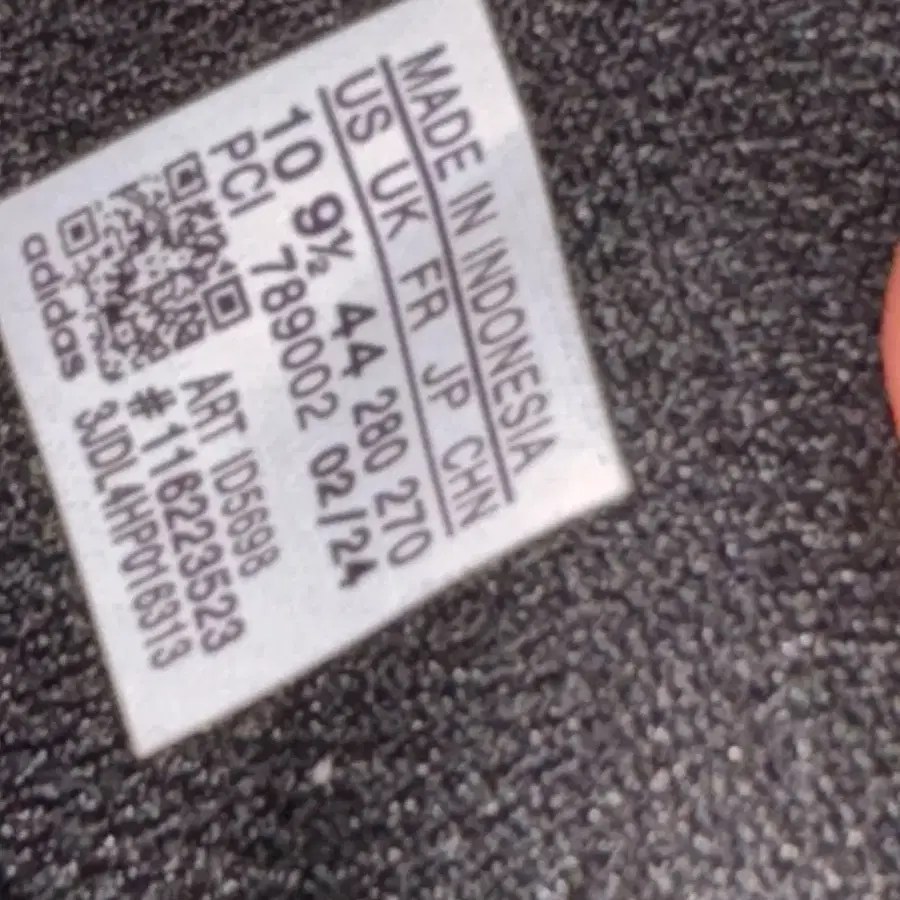 MADE IN INDONESIA
US UK FR JP CHN
10 9½ 44 280 270
PCI 789002 02/24
ART ID5698
# 116223523
3JDL4HP016313
adidas